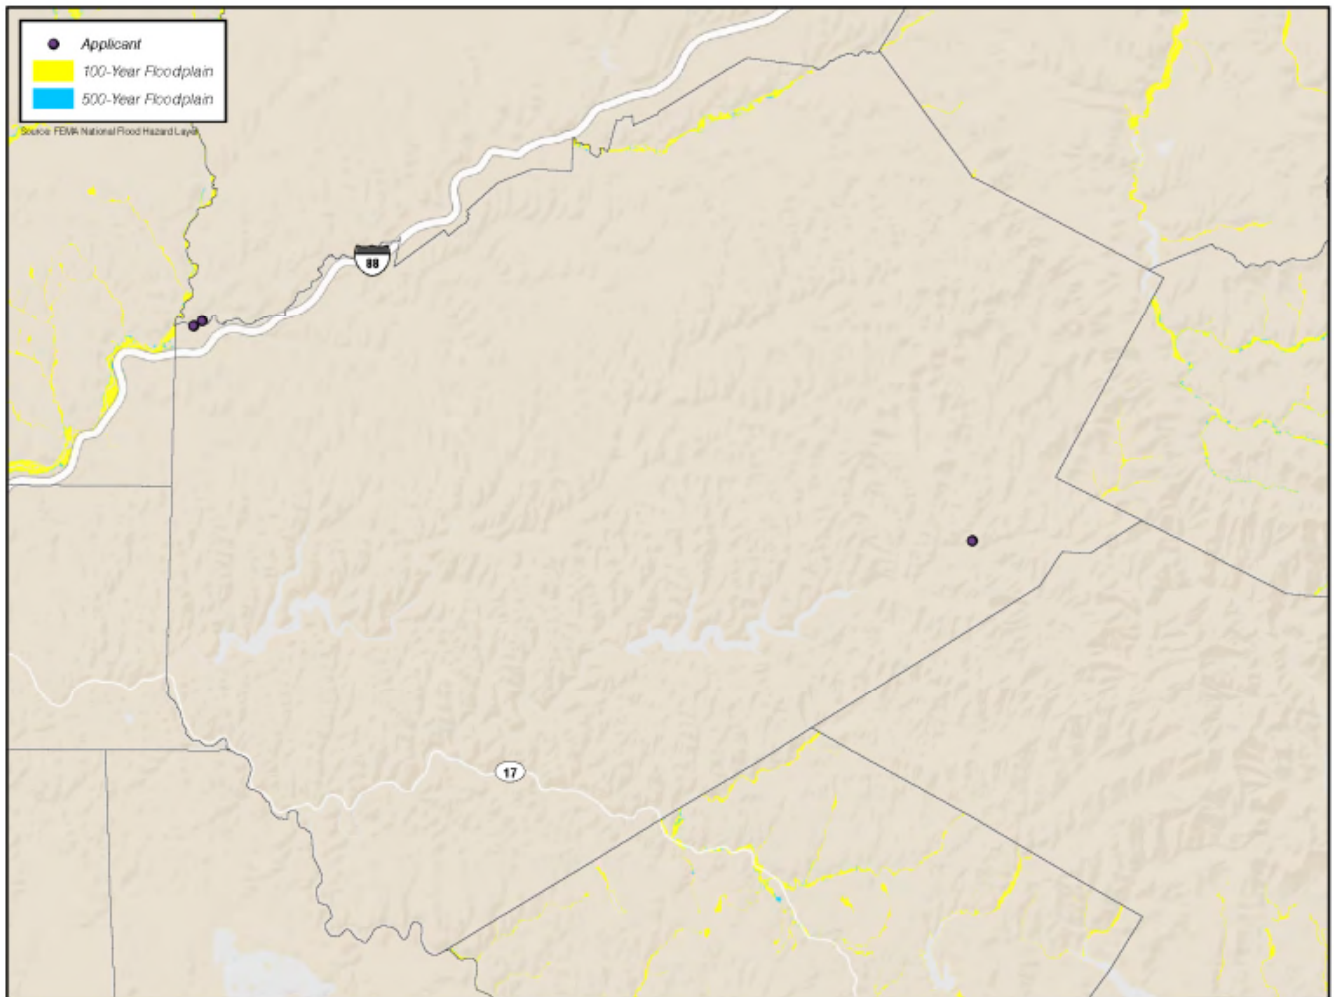 Applicant
100-Year Floodplain
500-Year Floodplain
Source: FEMA National Flood Hazard Layer
88
17